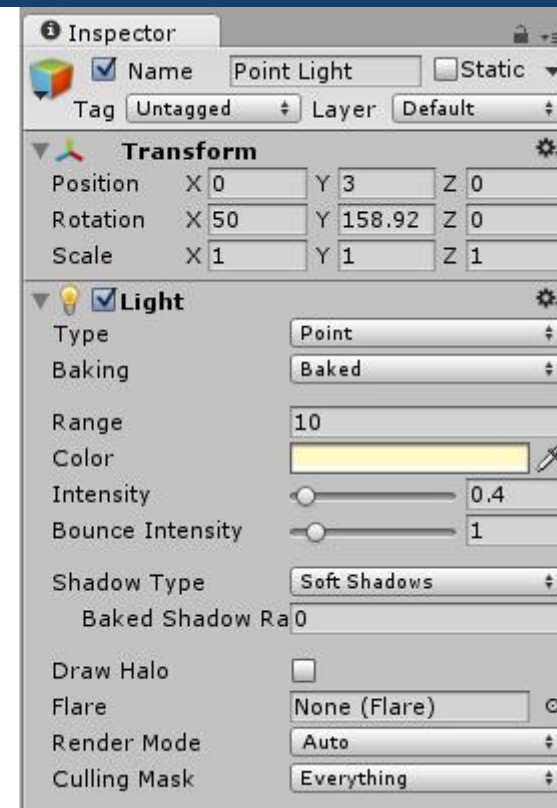 Inspector
Name Point Light Static
Tag Untagged Layer Default
Transform
Position X 0 Y 3 Z 0
Rotation X 50 Y 158.92 Z 0
Scale X 1 Y 1 Z 1
Light
Type Point
Baking Baked
Range 10
Color
Intensity 0.4
Bounce Intensity 1
Shadow Type Soft Shadows
Baked Shadow Ra 0
Draw Halo
Flare None (Flare)
Render Mode Auto
Culling Mask Everything